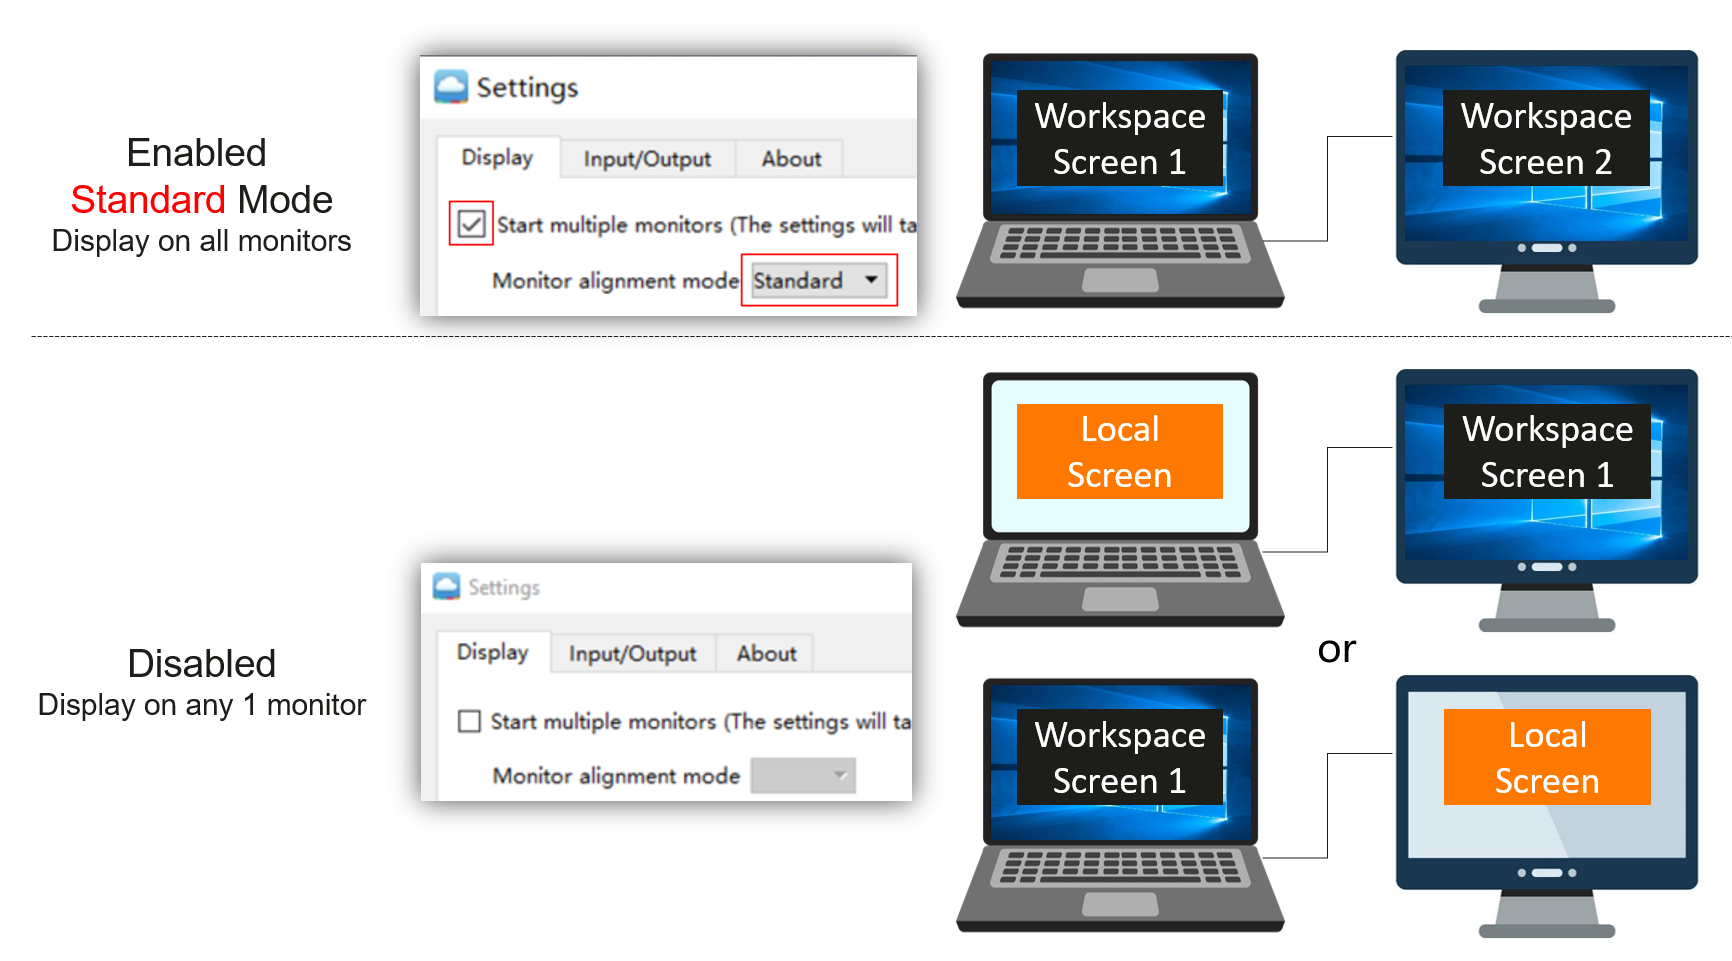 Enabled
Standard Mode
Display on all monitors
Settings
Display Input/Output About
Start multiple monitors (The settings will ta
Monitor alignment mode Standard
Workspace
Screen 1
Workspace
Screen 2
Disabled
Display on any 1 monitor
Settings
Display Input/Output About
Start multiple monitors (The settings will ta
Monitor alignment mode
Local
Screen
Workspace
Screen 1
or
Workspace
Screen 1
Local
Screen